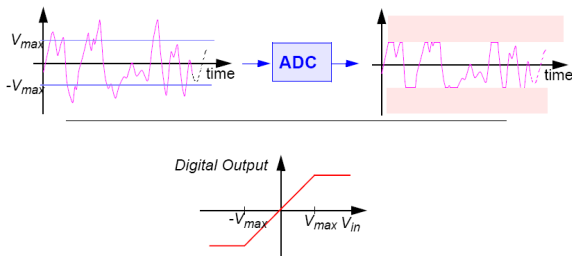 Vmax
-Vmax
time
ADC
time
Digital Output
-Vmax
Vmax Vin